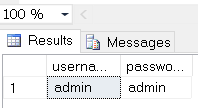 100 %
Results Messages
userna... passwo...
1 admin admin